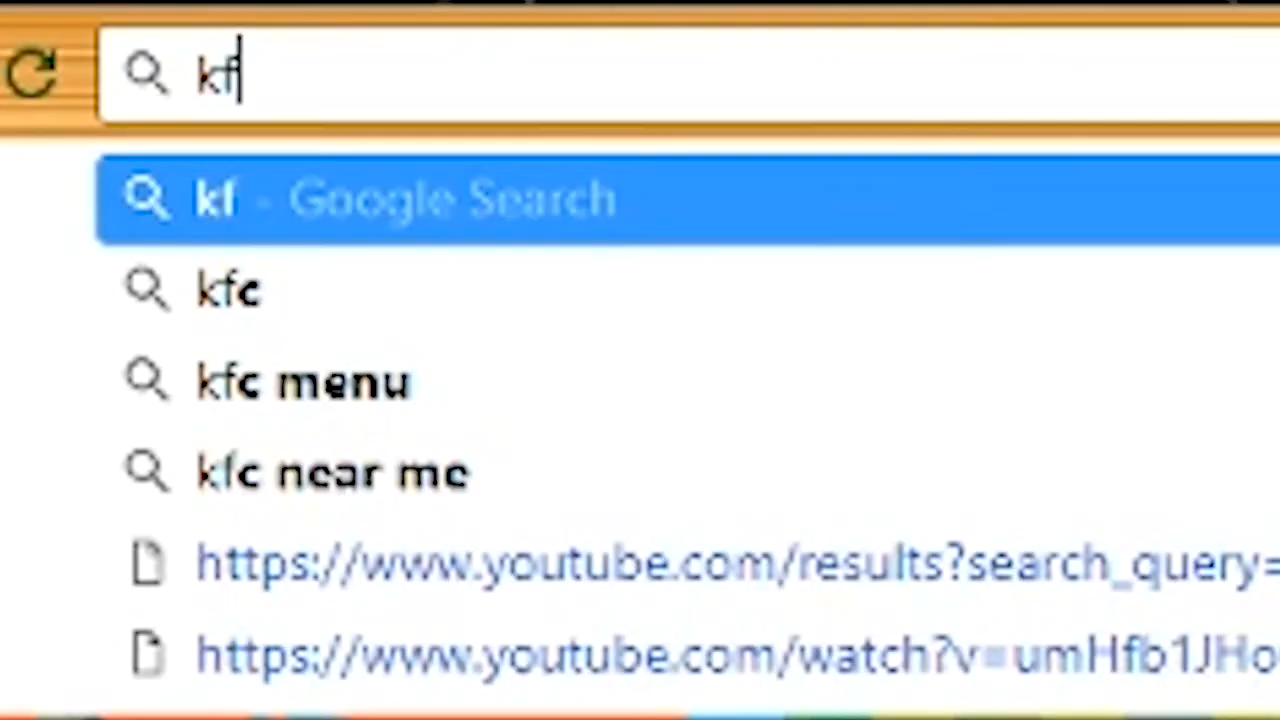 kf
kf - Google Search
kfc
kfc menu
kfc near me
https://www.youtube.com/results?search_query=
https://www.youtube.com/watch?v=umHfb1JHo